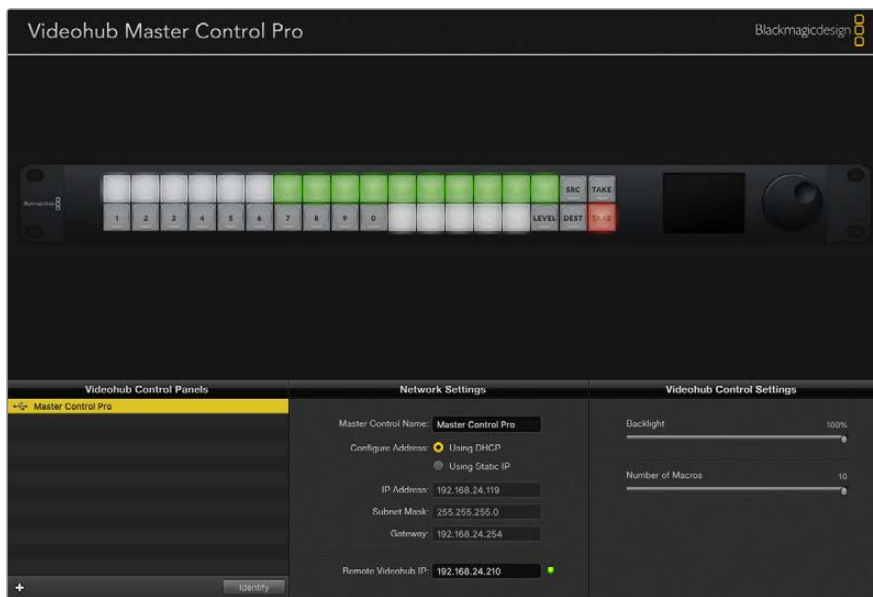 Videohub Master Control Pro
Blackmagicdesign
SRC TAKE
1 2 3 4 5 6 7 8 9 0 LEVEL DEST TAKE
Videohub Control Panels
Master Control Pro
+ Identify
Network Settings
Master Control Name: Master Control Pro
Configure Address: Using DHCP
Using Static IP
IP Address: 192.168.24.119
Subnet Mask: 255.255.255.0
Gateway: 192.168.24.254
Remote Videohub IP: 192.168.24.210
Videohub Control Settings
Backlight 100%
Number of Macros 10